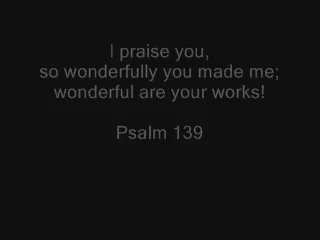 I praise you,
so wonderfully you made me;
wonderful are your works!
Psalm 139